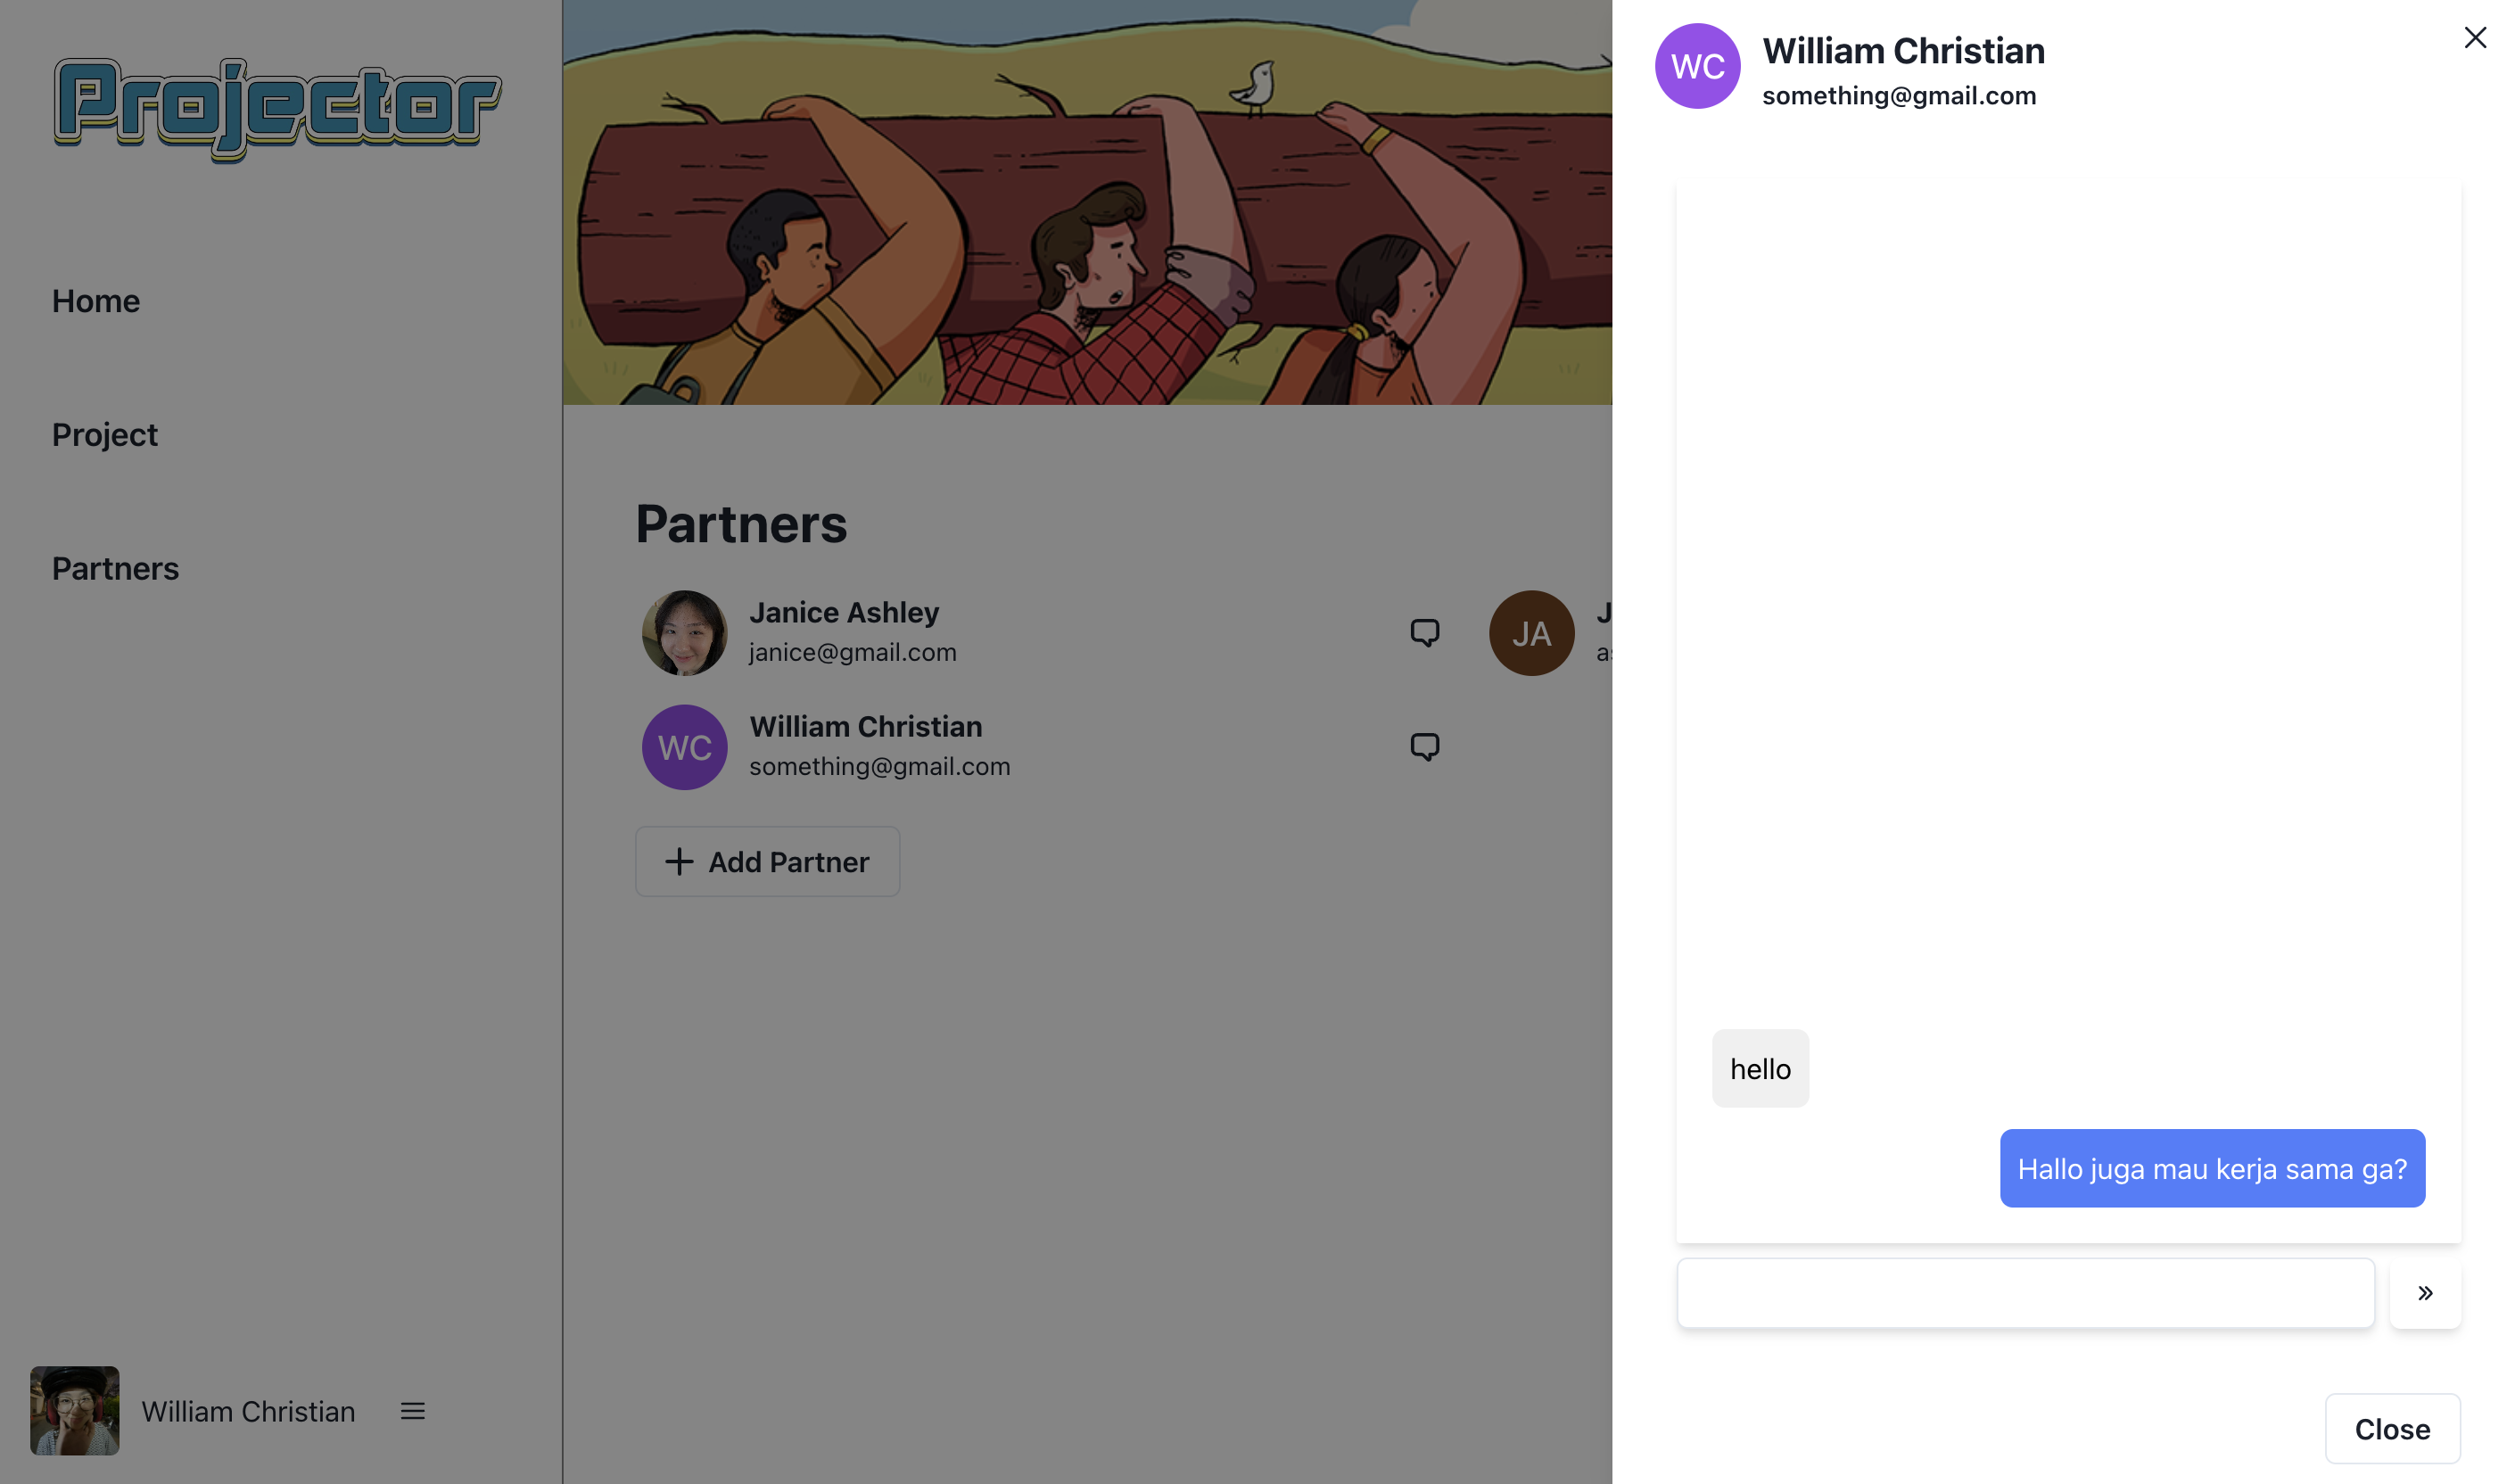 Projector
Home
Project
Partners
William Christian
Partners
Janice Ashley
janice@gmail.com
JA
J
WC
William Christian
something@gmail.com
Add Partner
WC
William Christian
something@gmail.com
hello
Hallo juga mau kerja sama ga?
Close